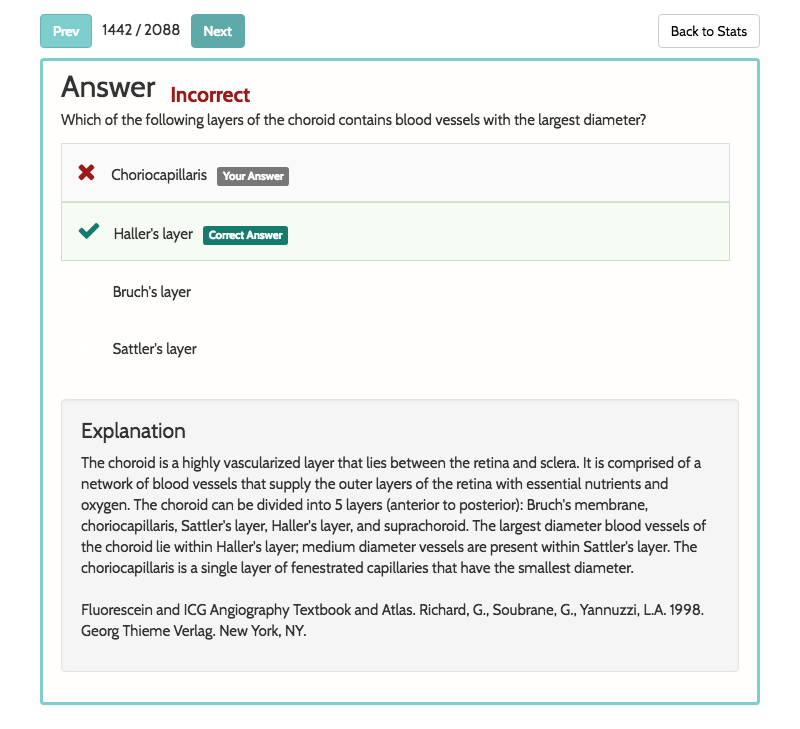 Prev 1442 / 2088 Next Back to Stats
Answer Incorrect
Which of the following layers of the choroid contains blood vessels with the largest diameter?
Choriocapillaris Your Answer
Haller's layer Correct Answer
Bruch's layer
Sattler's layer
Explanation
The choroid is a highly vascularized layer that lies between the retina and sclera. It is comprised of a
network of blood vessels that supply the outer layers of the retina with essential nutrients and
oxygen. The choroid can be divided into 5 layers (anterior to posterior): Bruch's membrane,
choriocapillaris, Sattler's layer, Haller's layer, and suprachoroid. The largest diameter blood vessels of
the choroid lie within Haller's layer; medium diameter vessels are present within Sattler's layer. The
choriocapillaris is a single layer of fenestrated capillaries that have the smallest diameter.
Fluorescein and ICG Angiography Textbook and Atlas. Richard, G., Soubrane, G., Yannuzzi, L.A. 1998.
Georg Thieme Verlag. New York, NY.